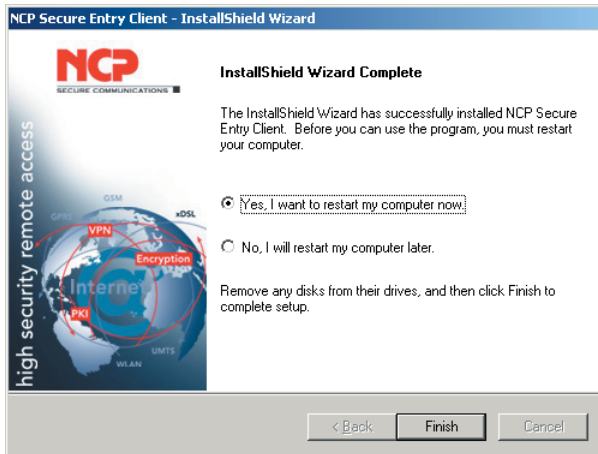 NCP Secure Entry Client - InstallShield Wizard
NCP
SECURE COMMUNICATIONS
high security remote access
GSM
GPRS
xDSL
VPN
Encryption
Internet
PKI
UMTS
WLAN
InstallShield Wizard Complete
The InstallShield Wizard has successfully installed NCP Secure
Entry Client. Before you can use the program, you must restart
your computer.
Yes, I want to restart my computer now.
No, I will restart my computer later.
Remove any disks from their drives, and then click Finish to
complete setup.
< Back
Finish
Cancel